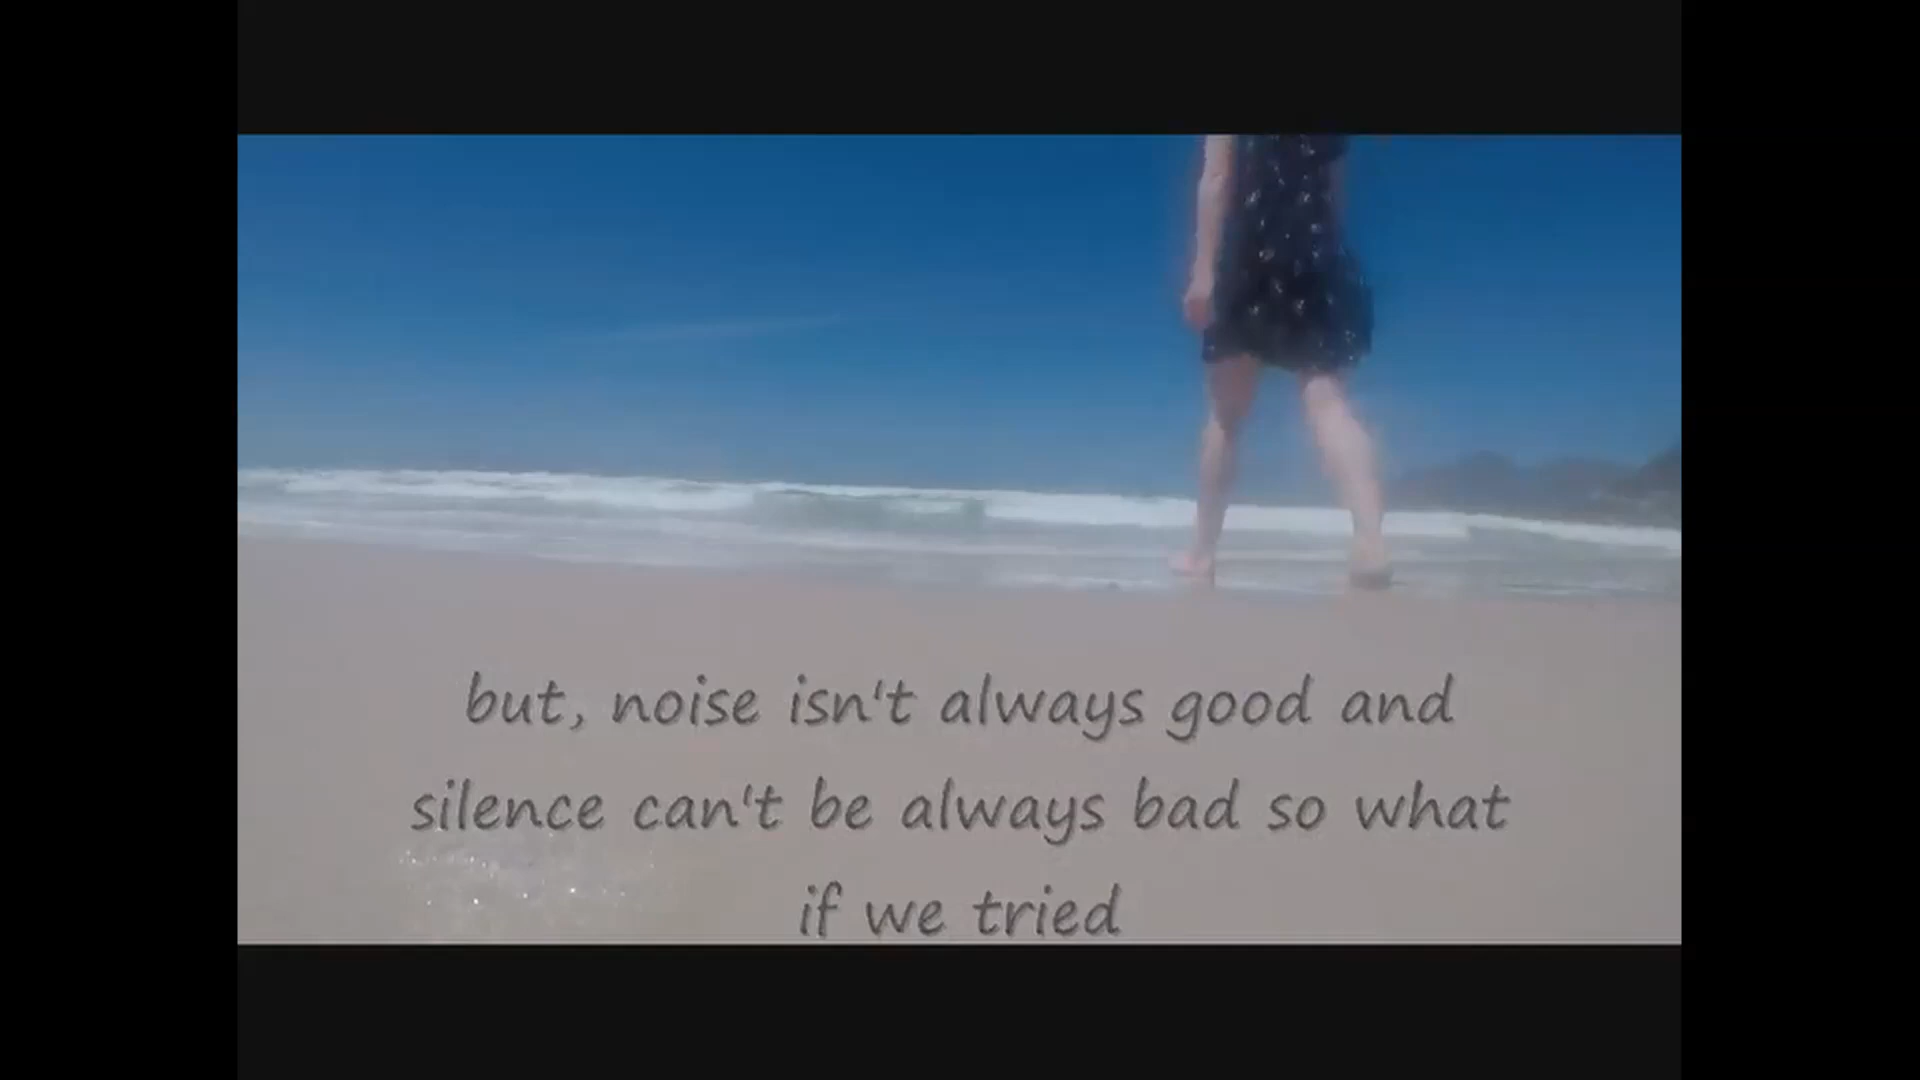 but, noise isn't always good and
silence can't be always bad so what
if we tried